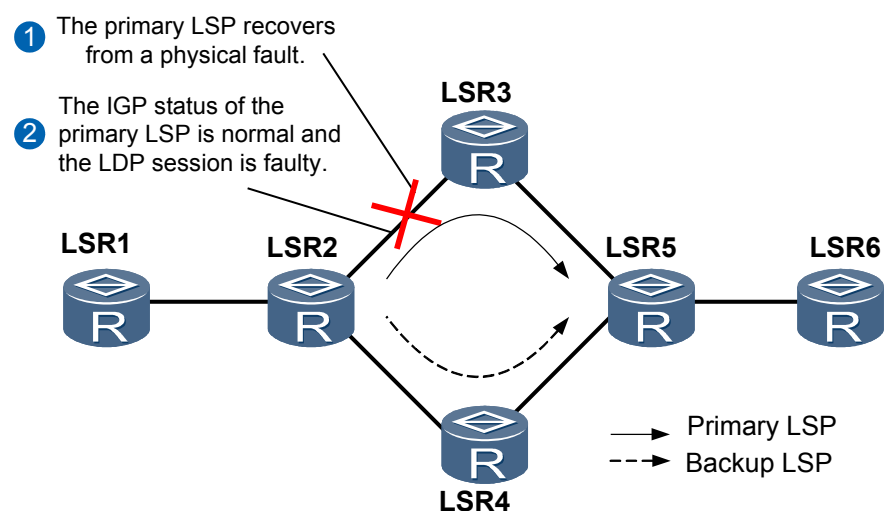 1 The primary LSP recovers
from a physical fault.
2 The IGP status of the
primary LSP is normal and
the LDP session is faulty.
LSR3
R
LSR1
LSR2
LSR5
LSR6
R
R
R
R
R
LSR4
Primary LSP
Backup LSP